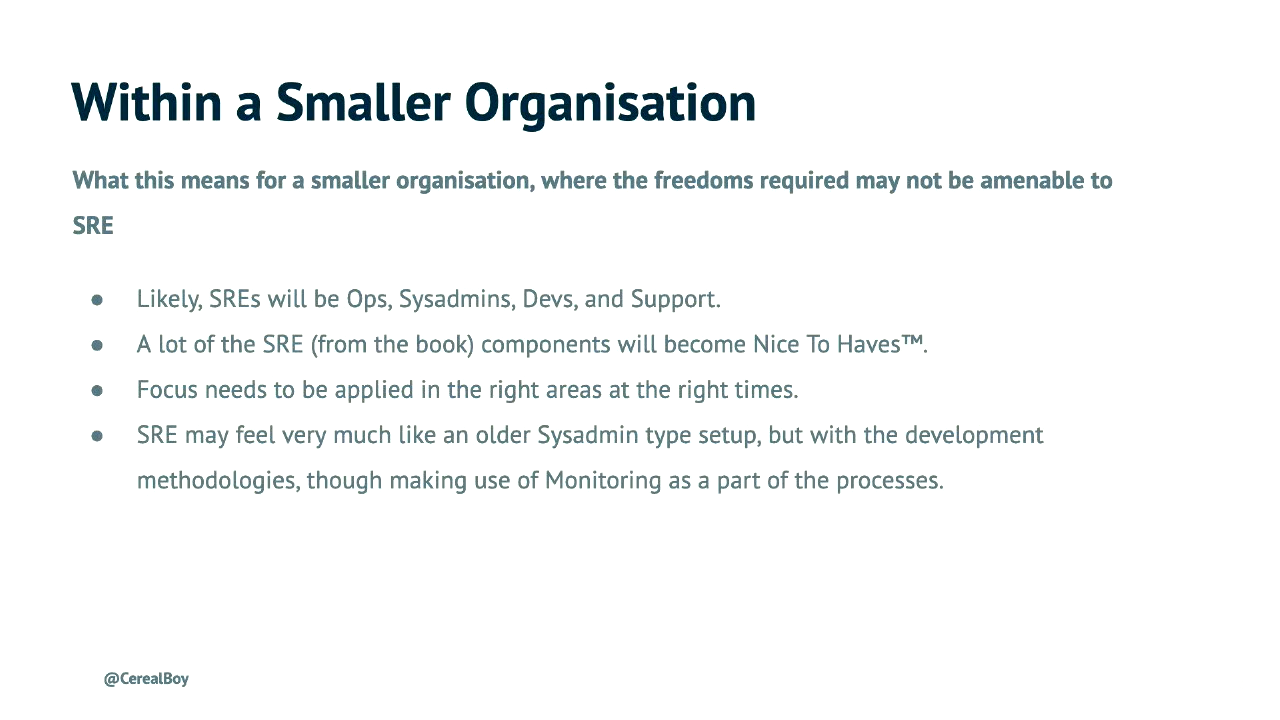 Within a Smaller Organisation
What this means for a smaller organisation, where the freedoms required may not be amenable to
SRE
● Likely, SREs will be Ops, Sysadmins, Devs, and Support.
● A lot of the SRE (from the book) components will become Nice To Haves™.
● Focus needs to be applied in the right areas at the right times.
● SRE may feel very much like an older Sysadmin type setup, but with the development
methodologies, though making use of Monitoring as a part of the processes.
@CerealBoy